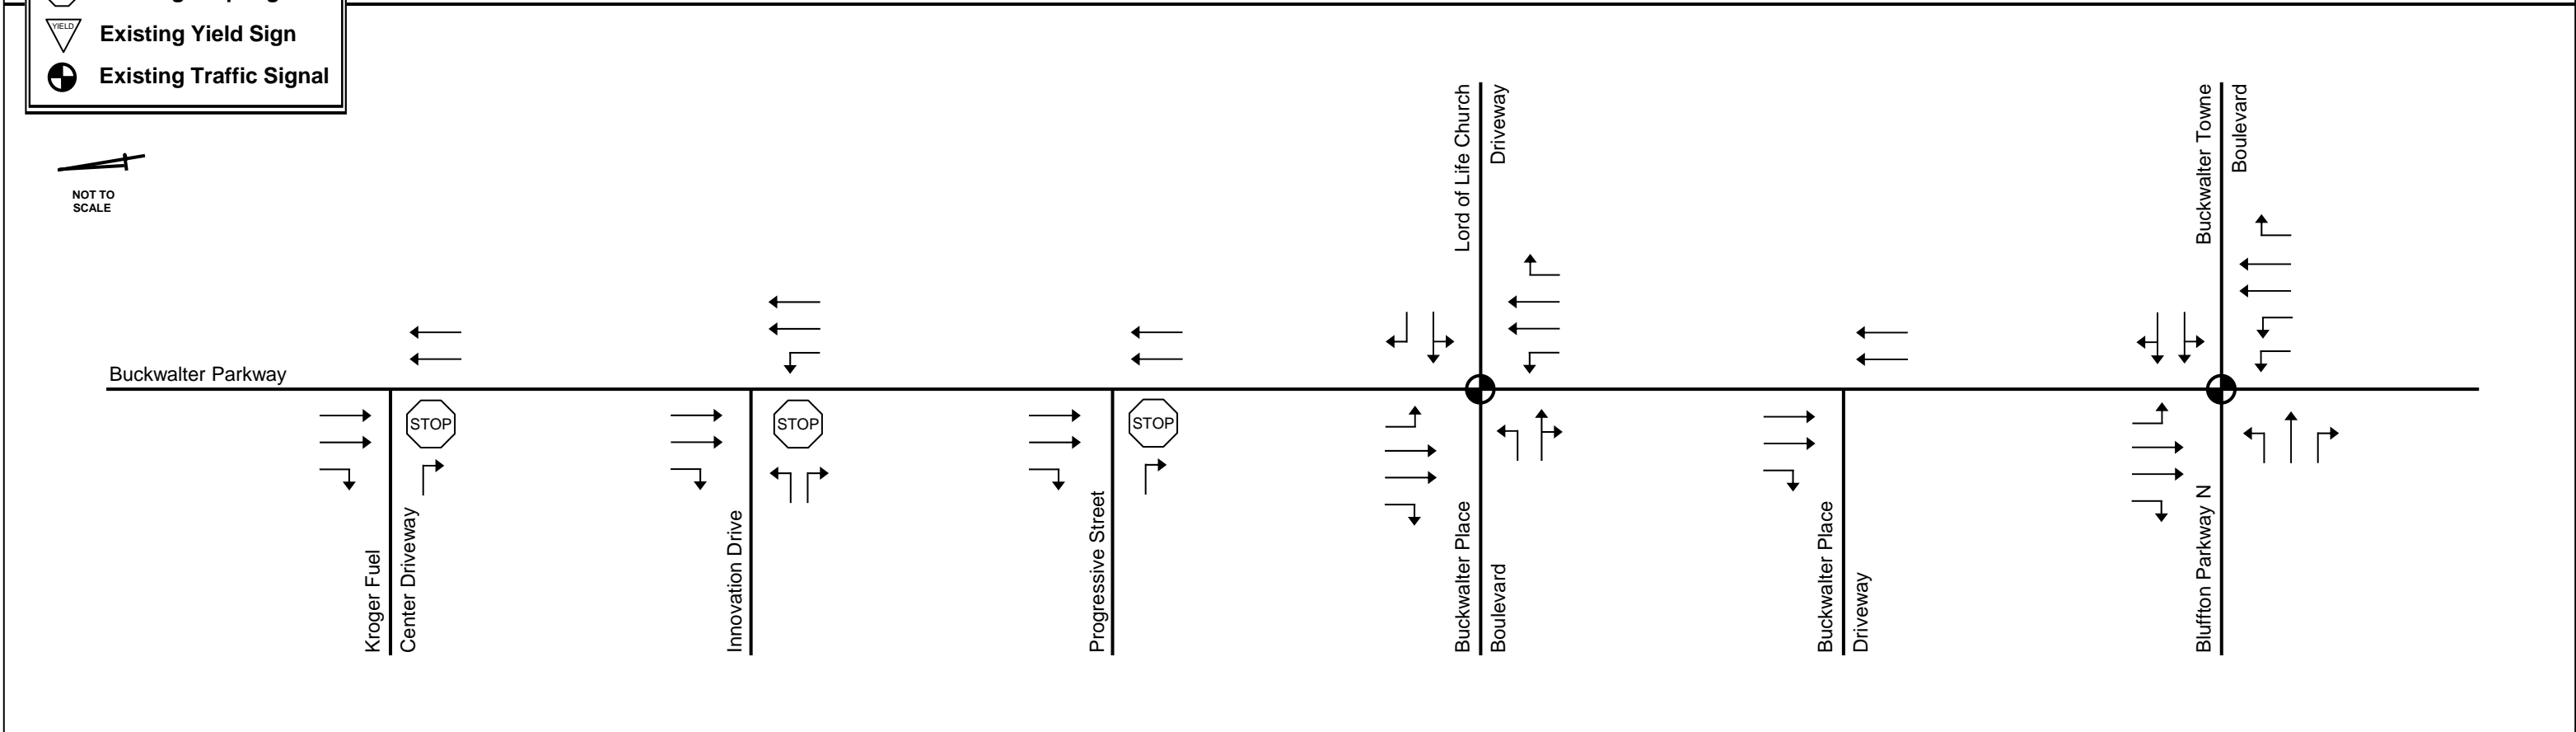 YIELD
Existing Yield Sign
Existing Traffic Signal
NOT TO
SCALE
Lord of Life Church
Driveway
Buckwalter Towne
Boulevard
Buckwalter Parkway
STOP
STOP
STOP
Kroger Fuel
Center Driveway
Innovation Drive
Progressive Street
Buckwalter Place
Boulevard
Buckwalter Place
Driveway
Bluffton Parkway N